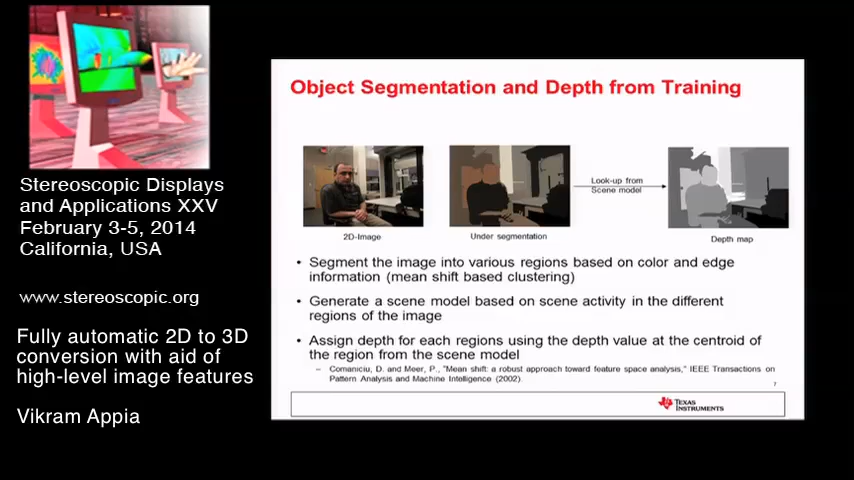 Stereoscopic Displays
and Applications XXV
February 3-5, 2014
California, USA
www.stereoscopic.org
Fully automatic 2D to 3D
conversion with aid of
high-level image features
Vikram Appia
Object Segmentation and Depth from Training
Look-up from
Scene model
2D-Image
Under segmentation
Depth map
• Segment the image into various regions based on color and edge
information (mean shift based clustering)
• Generate a scene model based on scene activity in the different
regions of the image
• Assign depth for each regions using the depth value at the centroid of
the region from the scene model
– Comaniciu, D. and Meer, P., "Mean shift: a robust approach toward feature space analysis," IEEE Transactions on
Pattern Analysis and Machine Intelligence (2002).
7
TEXAS
INSTRUMENTS